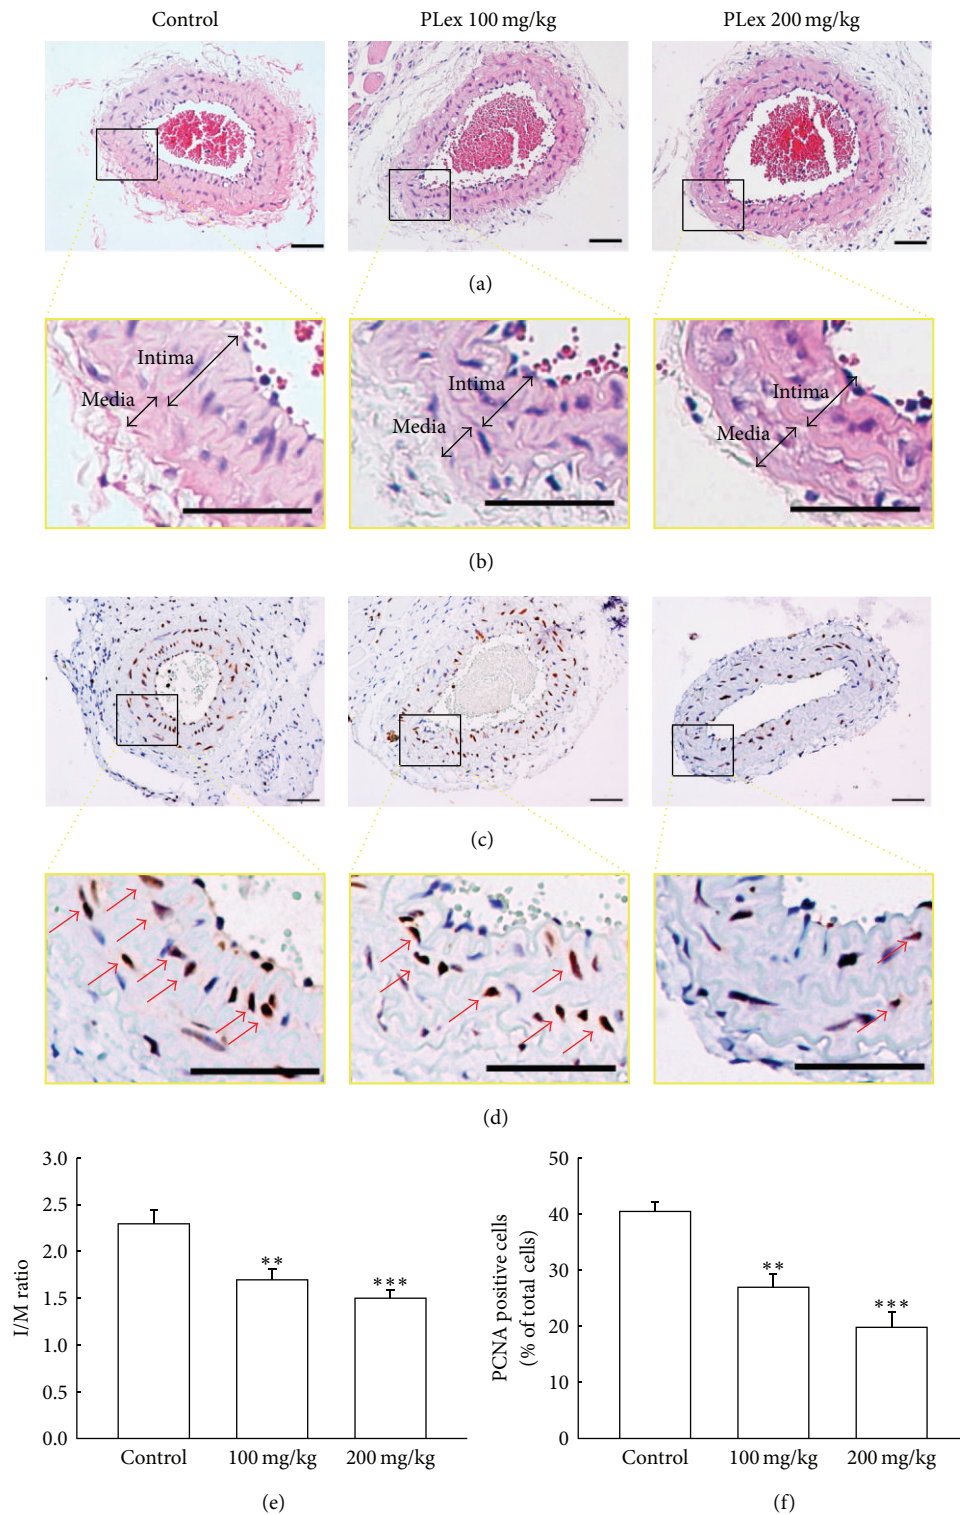 Control PLex 100 mg/kg PLex 200 mg/kg
(a)
Intima Intima Intima
Media Media Media
(b)
(c)
(d)
3.0
2.5
2.0
1.5
1.0
0.5
0.0
I/M ratio
** ***
Control 100 mg/kg 200 mg/kg
(e)
50
40
30
20
10
0
PCNA positive cells
(% of total cells)
** ***
Control 100 mg/kg 200 mg/kg
(f)